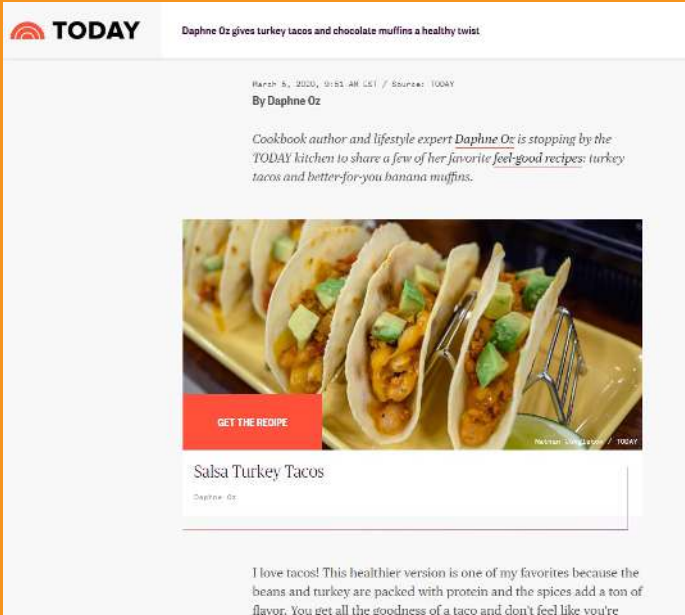 TODAY
Daphne Oz gives turkey tacos and chocolate muffins a healthy twist
March 5, 2020, AM / Source: TODAY
By Daphne Oz
Cookbook author and lifestyle expert Daphne Oz is stopping by the
TODAY kitchen to share a few of her favorite feel-good recipes: turkey
tacos and better-for-you banana muffins.
GET THE RECIPE
Nathan / TODAY
Salsa Turkey Tacos
Daphne Oz
I love tacos! This healthier version is one of my favorites because the
beans and turkey are packed with protein and the spices add a ton of
flavor. You get all the goodness of a taco and don't feel like you're